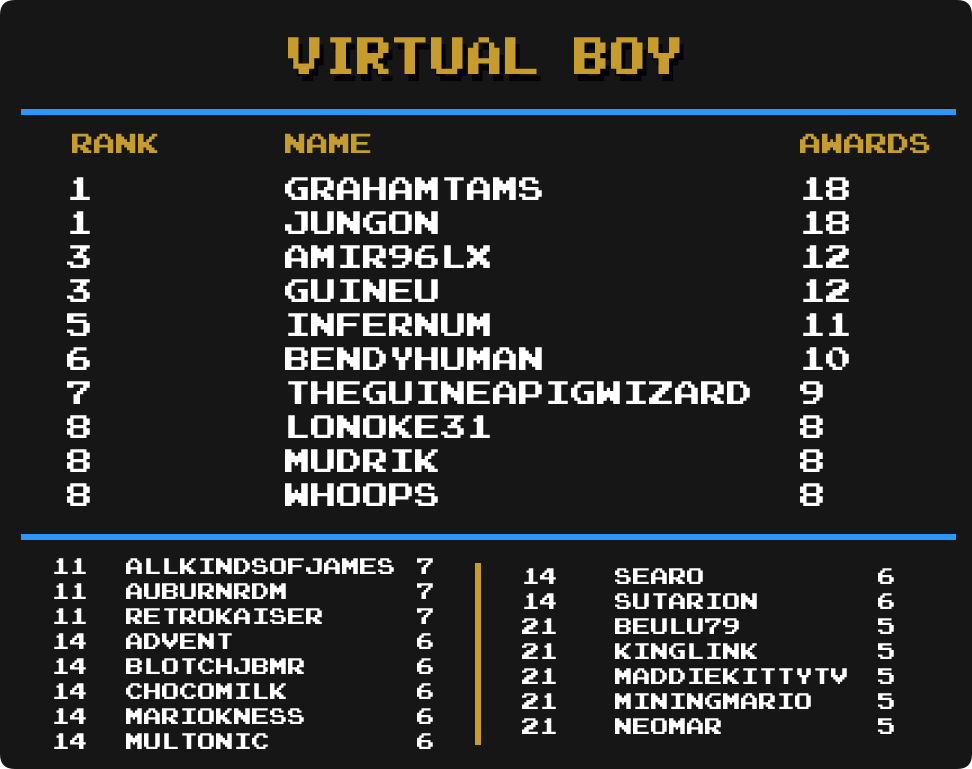 VIRTUAL BOY
RANK NAME AWARDS
1 GRAHAMTAMS 18
1 JUNGON 18
3 AMIR96LX 12
3 GUINEU 12
5 INFERNUM 11
6 BENDYHUMAN 10
7 THEGUINEAPIGWIZARD 9
8 LONOKE31 8
8 MUDRIK 8
8 WHOOPS 8
11 ALLKINDSOFJAMES 7
11 AUBURNRDM 7
11 RETROKAISER 7
14 ADVENT 6
14 BLOTCHJBMR 6
14 CHOCOMILK 6
14 MARIOKNESS 6
14 MULTONIC 6
14 SEARO 6
14 SUTARION 6
21 BEULU79 5
21 KINGLINK 5
21 MADDIEKITTYTV 5
21 MININGMARIO 5
21 NEOMAR 5